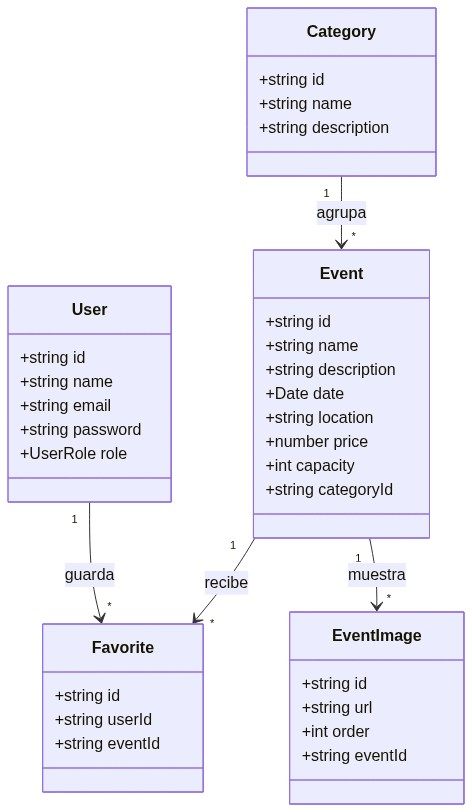 Category
+string id
+string name
+string description
1
agrupa
*
Event
+string id
+string name
+string description
+Date date
+string location
+number price
+int capacity
+string categoryId
User
+string id
+string name
+string email
+string password
+UserRole role
1
guarda
*
1
recibe
*
1
muestra
*
Favorite
+string id
+string userId
+string eventId
EventImage
+string id
+string url
+int order
+string eventId